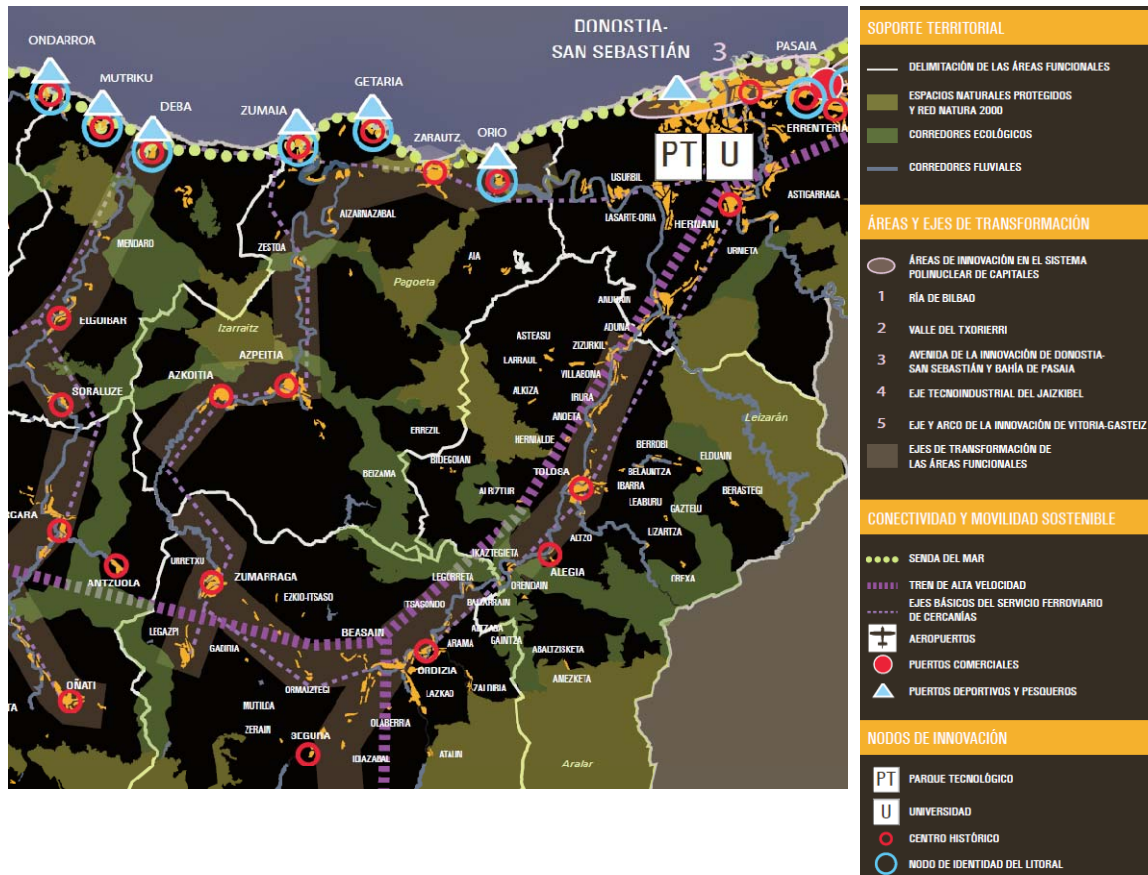 DONOSTIA-
SAN SEBASTIÁN
3
PASAIA
ONDARROA
MUTRIKU
DEBA
ZUMAIA
GETARIA
ZARAUTZ
ORIO
ERRENTERIA
PT
U
USURBIL
ASTIGARRAGA
LASARTE-ORIA
HERNANI
URNIETA
AIZARNAZABAL
MENDARO
ZESTOA
AIA
Pagoeta
ANDOAIN
ELGUIBAR
Izarraitz
ASTEASU
ADUNA
ZIZURKIL
LARRAUL
VILLABONA
AZPEITIA
AZKOITIA
ALKIZA
IRURA
SORALUZE
ANOETA
Leizarán
ERREZIL
HERNIALDE
BERROBI
ELDUAIN
BIDEGOIAN
BEIZAMA
TOLOSA
BELAUNTZA
IBARRA
BERASTEGI
ALBIZTUR
LEABURU
GAZTELU
LIZARTZA
ALTZO
IKAZTEGIETA
ANTZUOLA
URRETXU
ZUMARRAGA
ALEGIA
OREXA
LEGORRETA
ORENDAIN
EZKIO-ITSASO
ITSASONDO
BALIARRAIN
LEGAZPI
BEASAIN
GABIRIA
ARAMA
GAINTZA
ABALTZISKETA
ORDIZIA
AMEZKETA
OÑATI
ORMAIZTEGI
LAZKAO
ZALDIBIA
MUTILOA
OLABERRIA
ZERAIN
SEGURA
IDIAZABAL
ATAUN
Aralar
SOPORTE TERRITORIAL
DELIMITACIÓN DE LAS ÁREAS FUNCIONALES
ESPACIOS NATURALES PROTEGIDOS
Y RED NATURA 2000
CORREDORES ECOLÓGICOS
CORREDORES FLUVIALES
ÁREAS Y EJES DE TRANSFORMACIÓN
ÁREAS DE INNOVACIÓN EN EL SISTEMA
POLINUCLEAR DE CAPITALES
1 RÍA DE BILBAO
2 VALLE DEL TXORIERRI
3 AVENIDA DE LA INNOVACIÓN DE DONOSTIA-
SAN SEBASTIÁN Y BAHÍA DE PASAIA
4 EJE TECNOINDUSTRIAL DEL JAIZKIBEL
5 EJE Y ARCO DE LA INNOVACIÓN DE VITORIA-GASTEIZ
EJES DE TRANSFORMACIÓN DE
LAS ÁREAS FUNCIONALES
CONECTIVIDAD Y MOVILIDAD SOSTENIBLE
SENDA DEL MAR
TREN DE ALTA VELOCIDAD
EJES BÁSICOS DEL SERVICIO FERROVIARIO
DE CERCANÍAS
AEROPUERTOS
PUERTOS COMERCIALES
PUERTOS DEPORTIVOS Y PESQUEROS
NODOS DE INNOVACIÓN
PT PARQUE TECNOLÓGICO
U UNIVERSIDAD
CENTRO HISTÓRICO
NODO DE IDENTIDAD DEL LITORAL